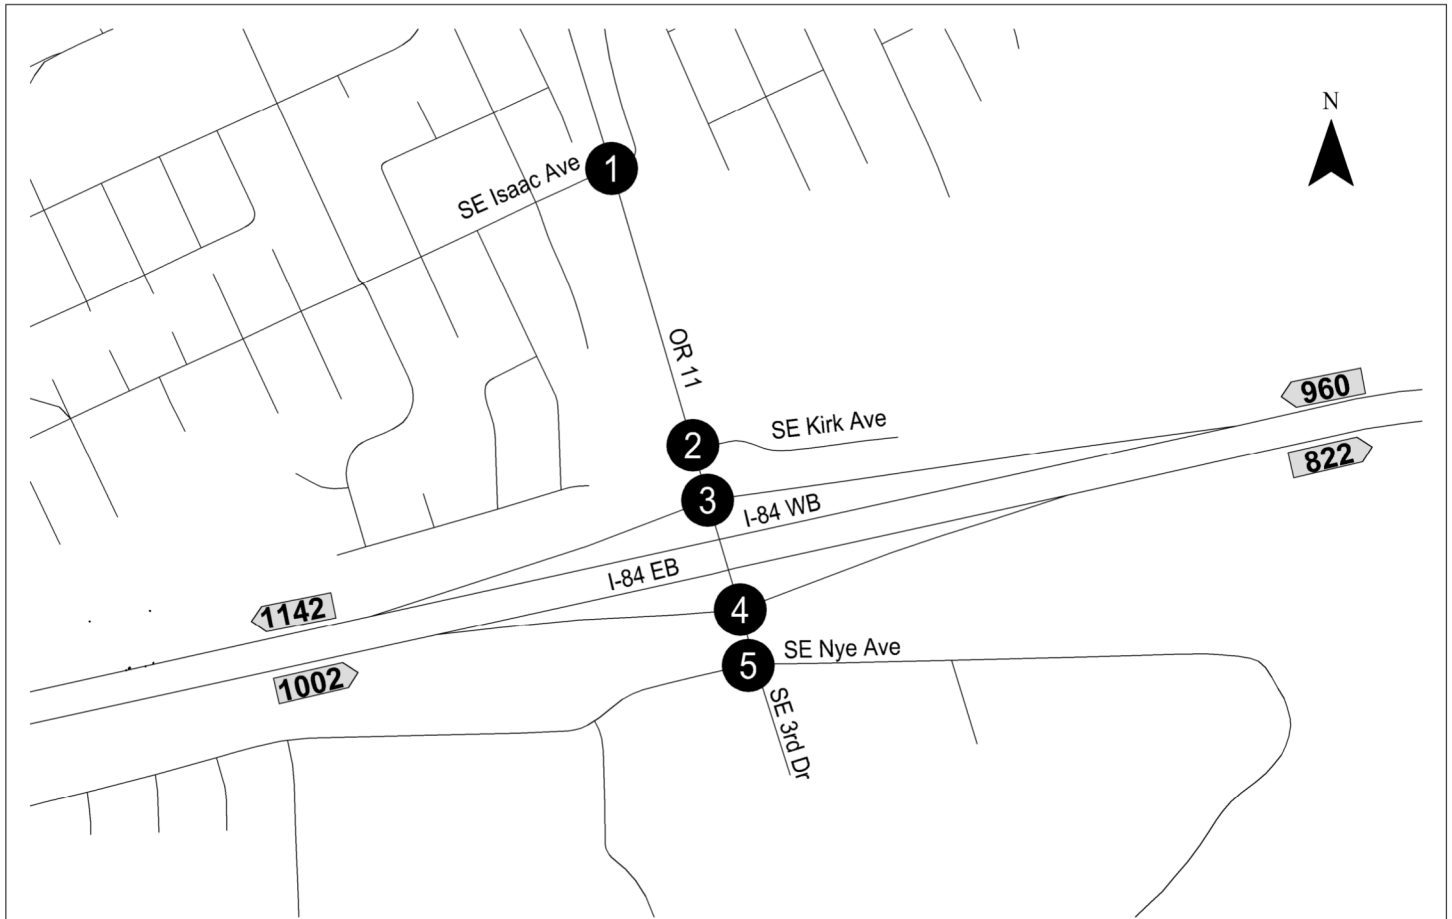 N
1
SE Isaac Ave
OR 11
960
2
SE Kirk Ave
822
3
I-84 WB
I-84 EB
1142
4
5
SE Nye Ave
1002
SE 3rd Dr